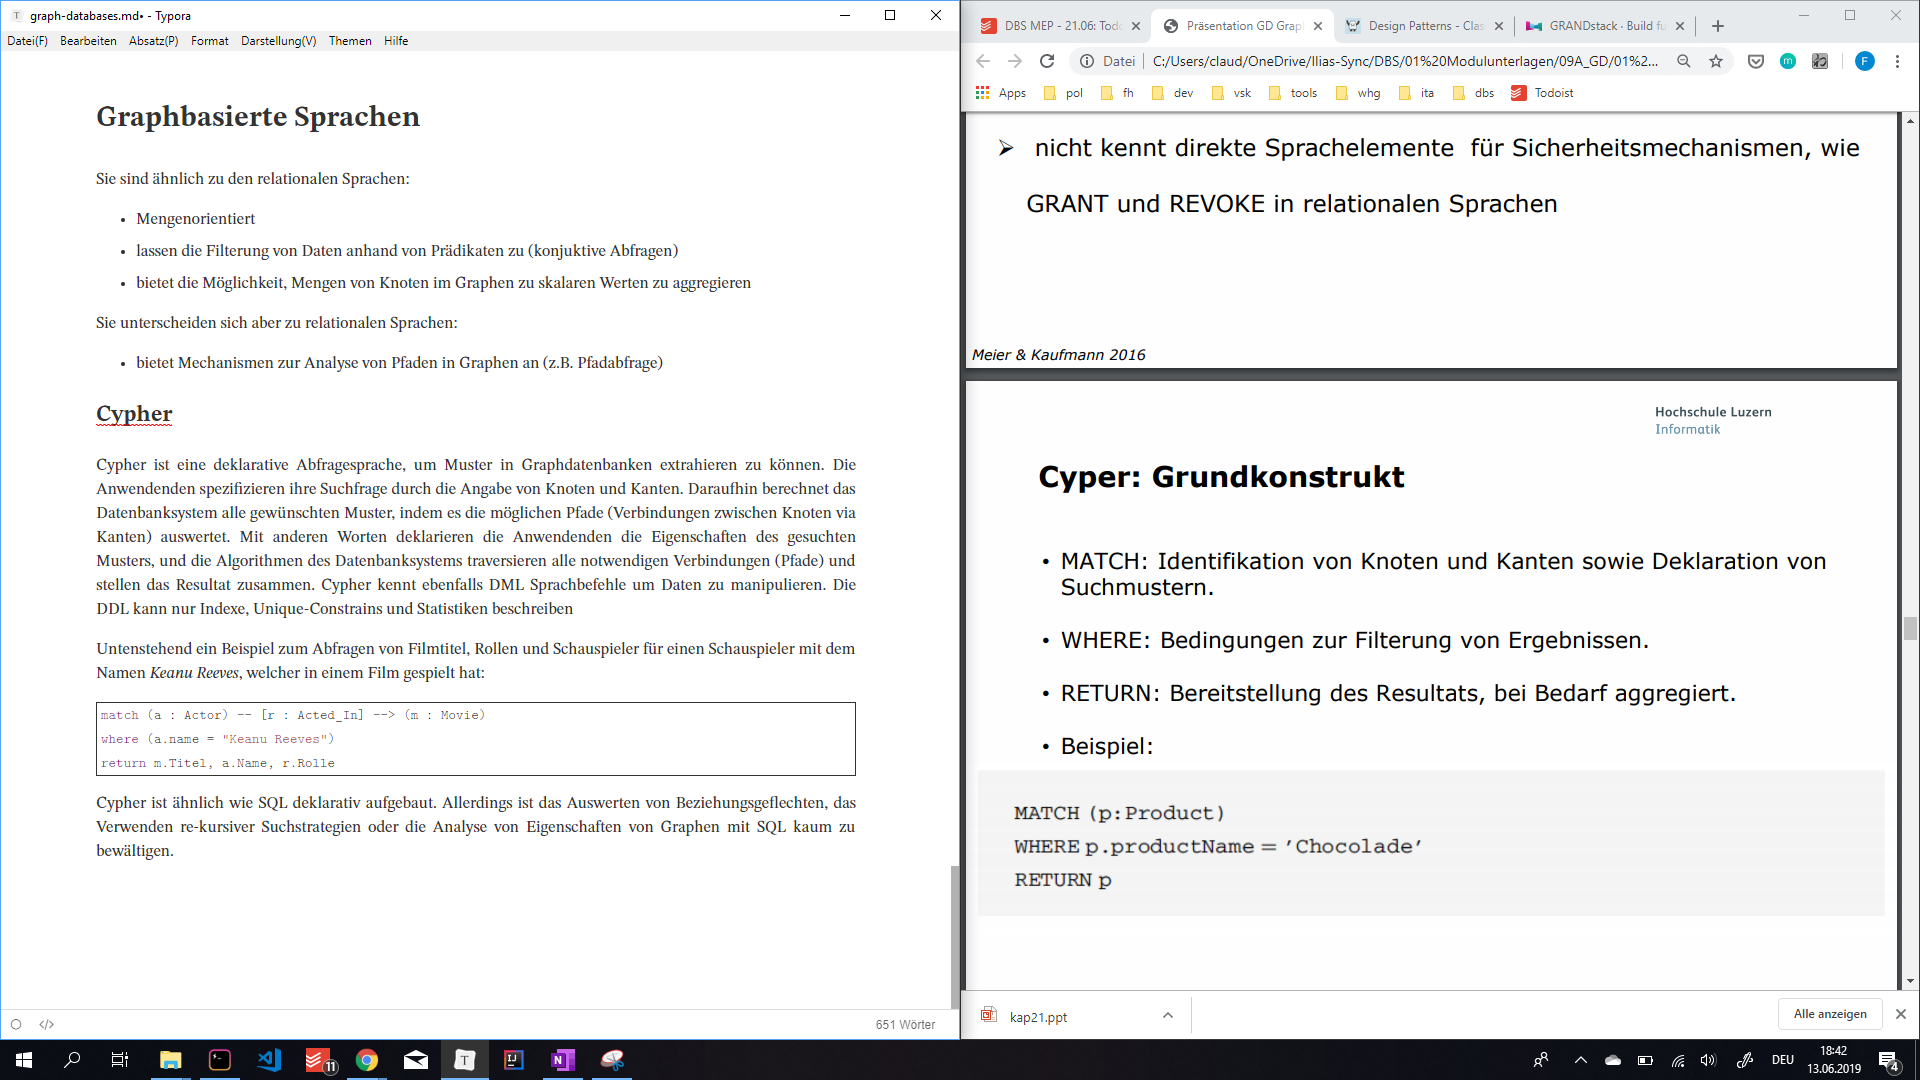 graph-databases.md• - Typora
Datei(F) Bearbeiten Absatz(P) Format Darstellung(V) Themen Hilfe
Graphbasierte Sprachen
Sie sind ähnlich zu den relationalen Sprachen:
• Mengenorientiert
• lassen die Filterung von Daten anhand von Prädikaten zu (konjuktive Abfragen)
• bietet die Möglichkeit, Mengen von Knoten im Graphen zu skalaren Werten zu aggregieren
Sie unterscheiden sich aber zu relationalen Sprachen:
• bietet Mechanismen zur Analyse von Pfaden in Graphen an (z.B. Pfadabfrage)
Cypher
Cypher ist eine deklarative Abfragesprache, um Muster in Graphdatenbanken extrahieren zu können. Die
Anwendenden spezifizieren ihre Suchfrage durch die Angabe von Knoten und Kanten. Daraufhin berechnet das
Datenbanksystem alle gewünschten Muster, indem es die möglichen Pfade (Verbindungen zwischen Knoten via
Kanten) auswertet. Mit anderen Worten deklarieren die Anwendenden die Eigenschaften des gesuchten
Musters, und die Algorithmen des Datenbanksystems traversieren alle notwendigen Verbindungen (Pfade) und
stellen das Resultat zusammen. Cypher kennt ebenfalls DML Sprachbefehle um Daten zu manipulieren. Die
DDL kann nur Indexe, Unique-Constrains und Statistiken beschreiben
Untenstehend ein Beispiel zum Abfragen von Filmtitel, Rollen und Schauspieler für einen Schauspieler mit dem
Namen Keanu Reeves, welcher in einem Film gespielt hat:
match (a : Actor) -- [r : Acted_In] --> (m : Movie)
where (a.name = "Keanu Reeves")
return m.Titel, a.Name, r.Rolle
Cypher ist ähnlich wie SQL deklarativ aufgebaut. Allerdings ist das Auswerten von Beziehungsgeflechten, das
Verwenden re-kursiver Suchstrategien oder die Analyse von Eigenschaften von Graphen mit SQL kaum zu
bewältigen.
651 Wörter
DBS MEP - 21.06: Tod Präsentation GD Grap Design Patterns - Clas GRANDstack · Build fu
Datei C:/Users/claud/OneDrive/Ilias-Sync/DBS/01%20Modulunterlagen/09A_GD/01%2...
F
Apps pol fh dev vsk tools whg ita dbs Todoist
➢ nicht kennt direkte Sprachelemente für Sicherheitsmechanismen, wie
GRANT und REVOKE in relationalen Sprachen
Meier & Kaufmann 2016
Hochschule Luzern
Informatik
Cyper: Grundkonstrukt
• MATCH: Identifikation von Knoten und Kanten sowie Deklaration von
Suchmustern.
• WHERE: Bedingungen zur Filterung von Ergebnissen.
• RETURN: Bereitstellung des Resultats, bei Bedarf aggregiert.
• Beispiel:
MATCH (p:Product)
WHERE p.productName = 'Chocolade'
RETURN p
kap21.ppt
Alle anzeigen
11
DEU
18:42
13.06.2019
4